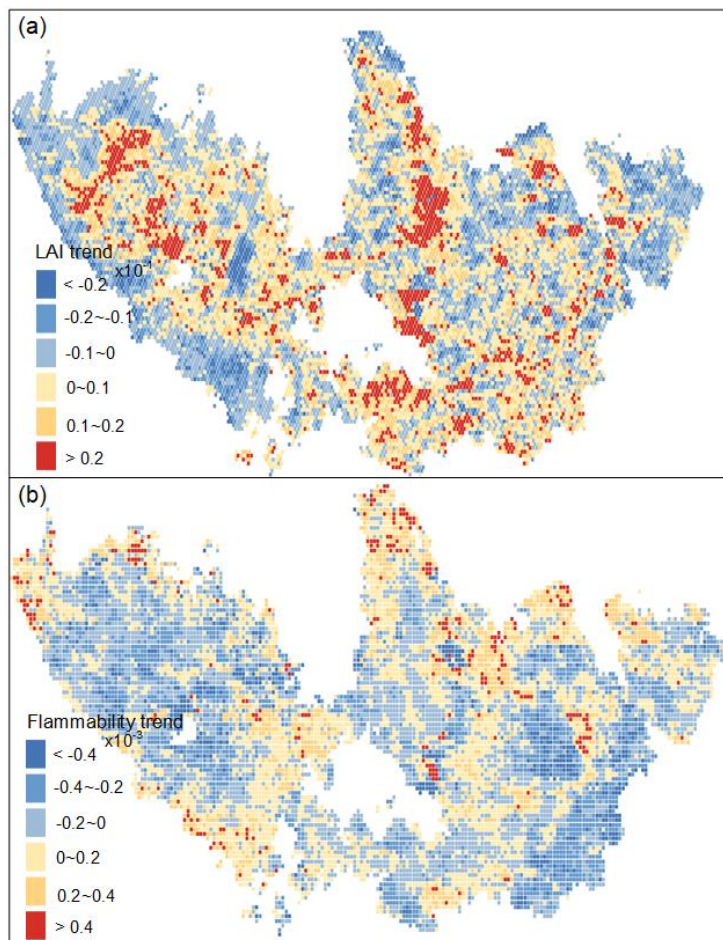 (a)
LAI trend
x10⁻¹
< -0.2
-0.2~-0.1
-0.1~0
0~0.1
0.1~0.2
> 0.2
(b)
Flammability trend
x10⁻³
< -0.4
-0.4~-0.2
-0.2~0
0~0.2
0.2~0.4
> 0.4